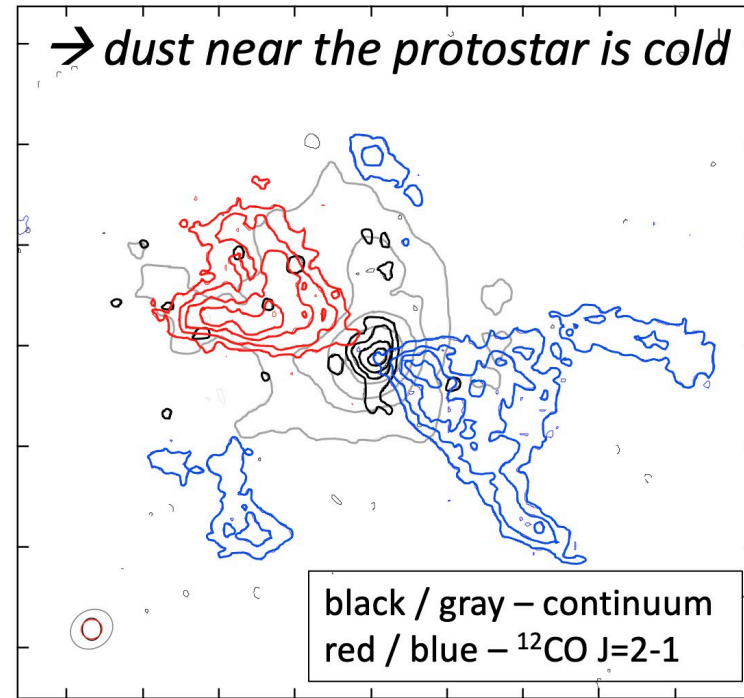 → dust near the protostar is cold
black / gray – continuum
red / blue – ¹²CO J=2-1